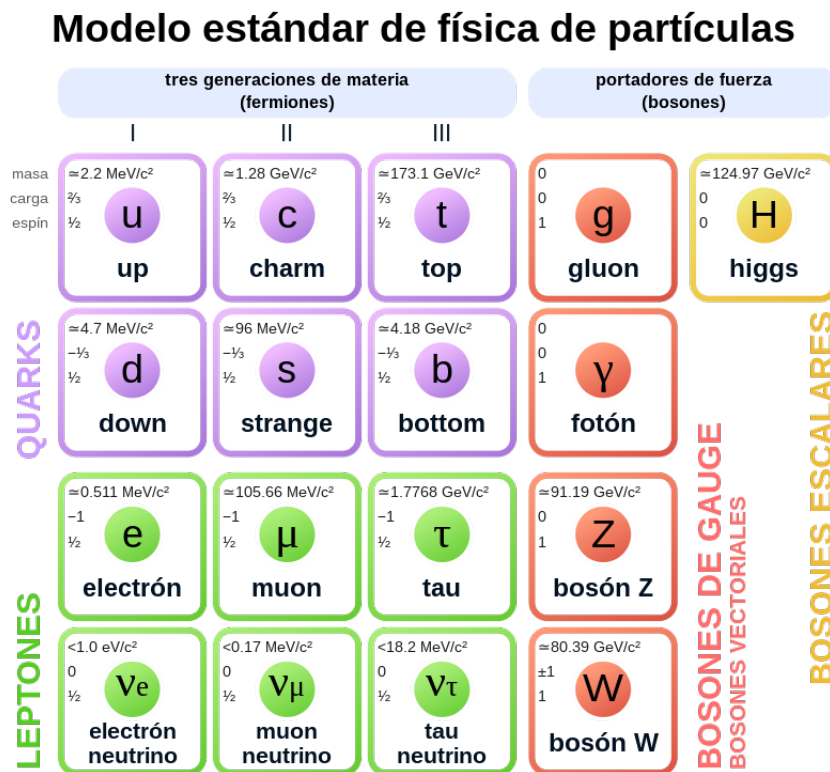 Modelo estándar de física de partículas
tres generaciones de materia
(fermiones)
portadores de fuerza
(bosones)
I
II
III
masa
carga
espín
≃2.2 MeV/c²
⅔
½
u
up
≃1.28 GeV/c²
⅔
½
c
charm
≃173.1 GeV/c²
⅔
½
t
top
0
0
1
g
gluon
≃124.97 GeV/c²
0
0
H
higgs
QUARKS
≃4.7 MeV/c²
−⅓
½
d
down
≃96 MeV/c²
−⅓
½
s
strange
≃4.18 GeV/c²
−⅓
½
b
bottom
0
0
1
γ
fotón
≃0.511 MeV/c²
−1
½
e
electrón
≃105.66 MeV/c²
−1
½
μ
muon
≃1.7768 GeV/c²
−1
½
τ
tau
≃91.19 GeV/c²
0
1
Z
bosón Z
LEPTONES
<1.0 eV/c²
0
½
νe
electrón
neutrino
<0.17 MeV/c²
0
½
νμ
muon
neutrino
<18.2 MeV/c²
0
½
ντ
tau
neutrino
≃80.39 GeV/c²
±1
1
W
bosón W
BOSONES DE GAUGE
BOSONES VECTORIALES
BOSONES ESCALARES